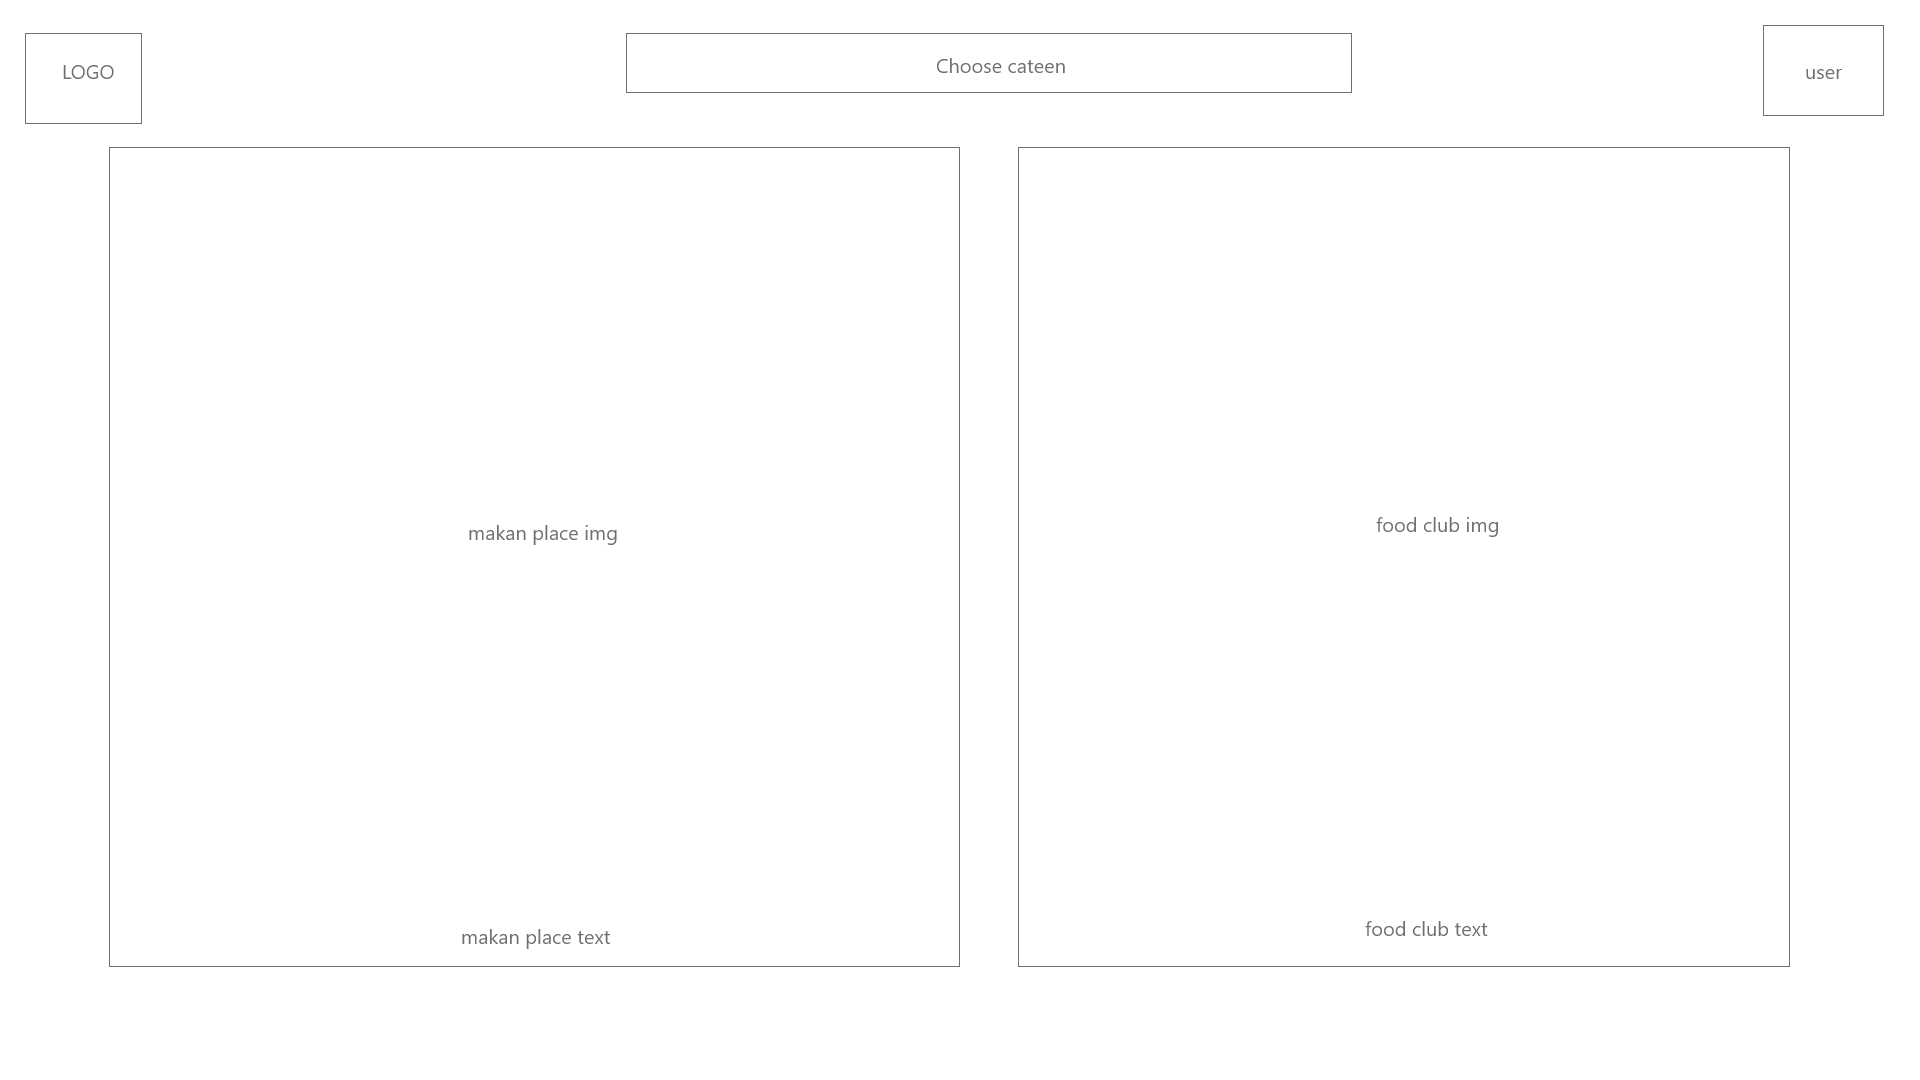 LOGO
Choose cateen
user
makan place img
food club img
makan place text
food club text